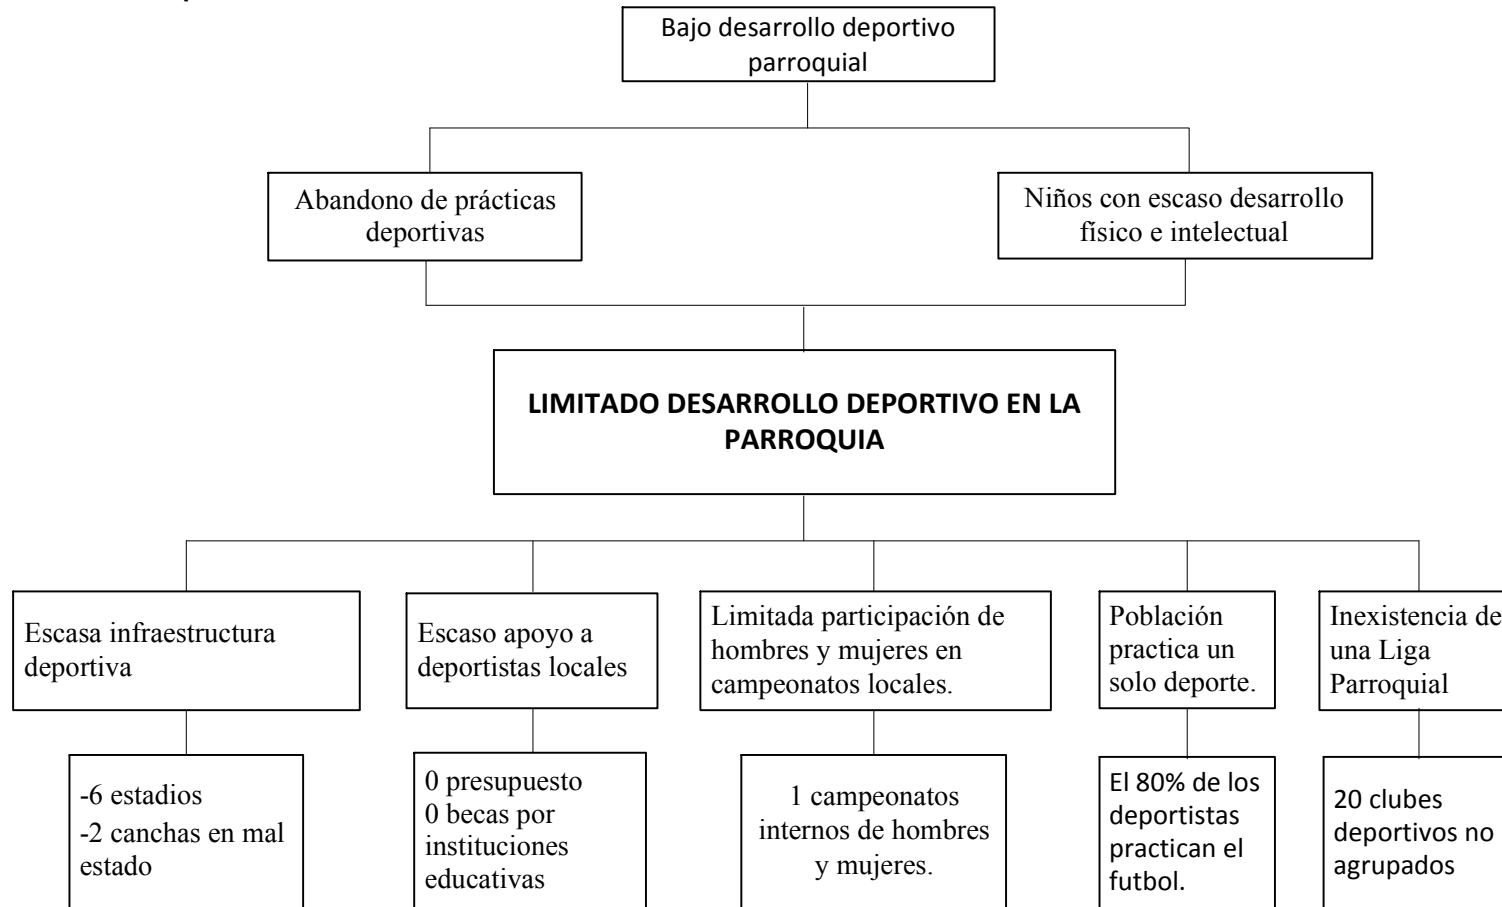 Bajo desarrollo deportivo
parroquial
Abandono de prácticas
deportivas
Niños con escaso desarrollo
físico e intelectual
LIMITADO DESARROLLO DEPORTIVO EN LA
PARROQUIA
Escasa infraestructura
deportiva
Escaso apoyo a
deportistas locales
Limitada participación de
hombres y mujeres en
campeonatos locales.
Población
practica un
solo deporte.
Inexistencia de
una Liga
Parroquial
-6 estadios
-2 canchas en mal
estado
0 presupuesto
0 becas por
instituciones
educativas
1 campeonatos
internos de hombres
y mujeres.
El 80% de los
deportistas
practican el
futbol.
20 clubes
deportivos no
agrupados